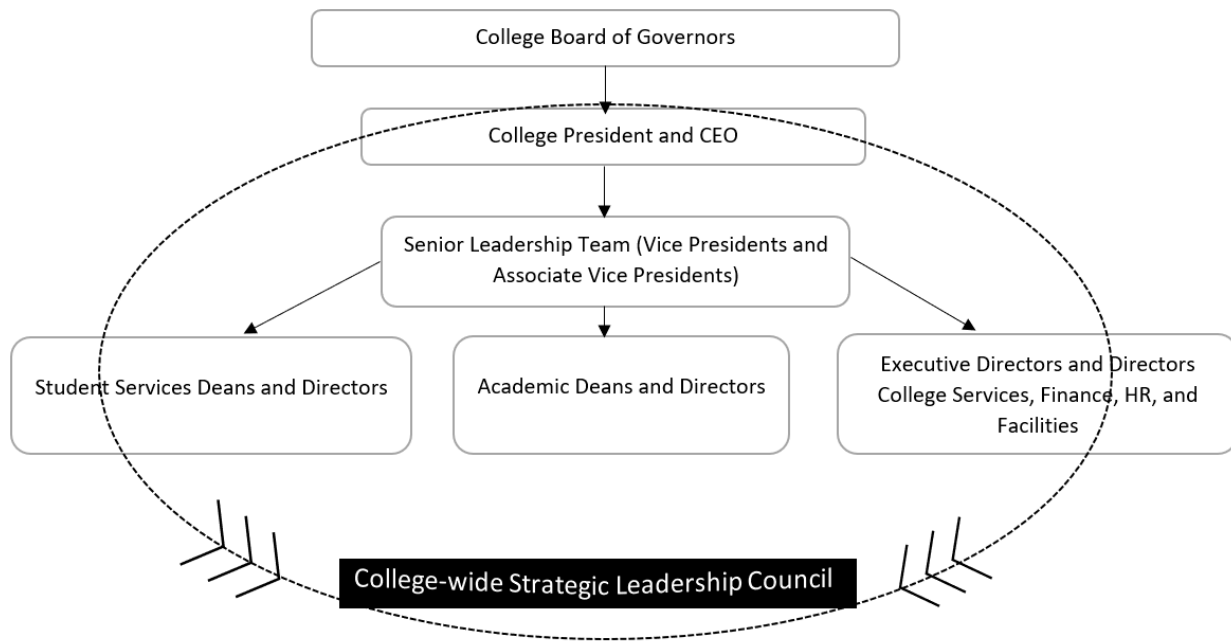 College Board of Governors
College President and CEO
Senior Leadership Team (Vice Presidents and
Associate Vice Presidents)
Student Services Deans and Directors
Academic Deans and Directors
Executive Directors and Directors
College Services, Finance, HR, and
Facilities
College-wide Strategic Leadership Council